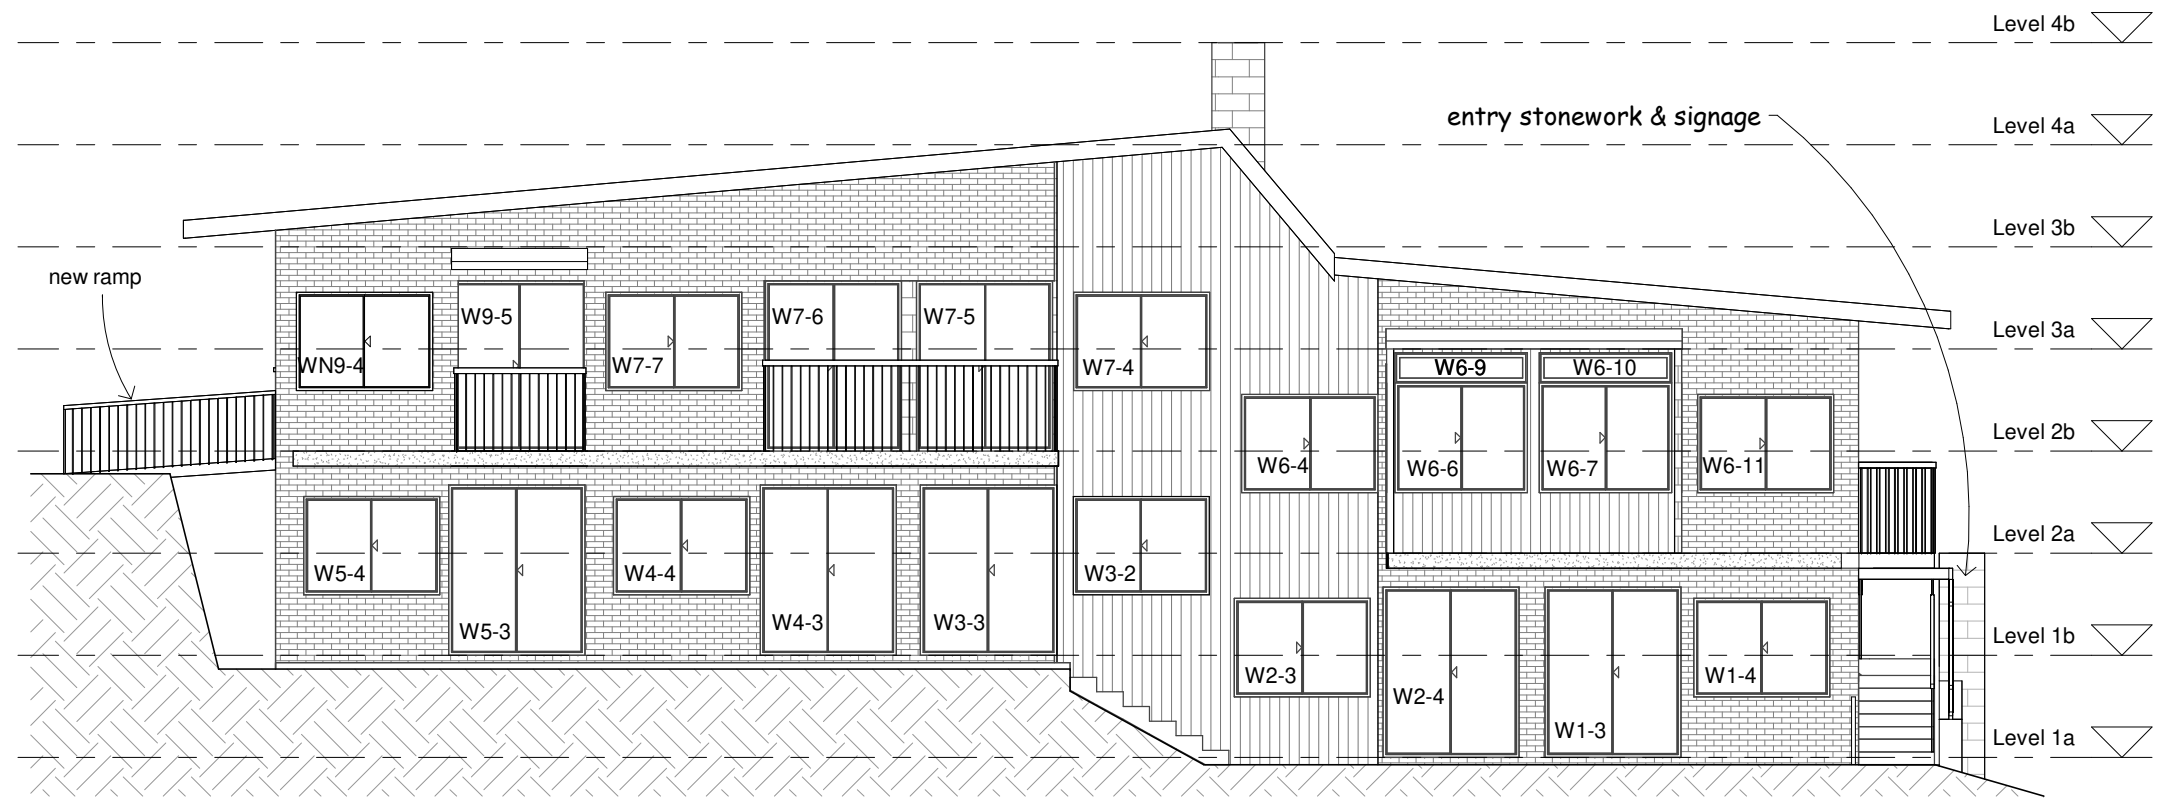 Level 4b
entry stonework & signage
Level 4a
Level 3b
new ramp
W9-5
W7-6
W7-5
Level 3a
WN9-4
W7-7
W7-4
W6-9
W6-10
Level 2b
W6-4
W6-6
W6-7
W6-11
Level 2a
W5-4
W4-4
W3-2
W5-3
W4-3
W3-3
Level 1b
W2-3
W1-4
W2-4
W1-3
Level 1a